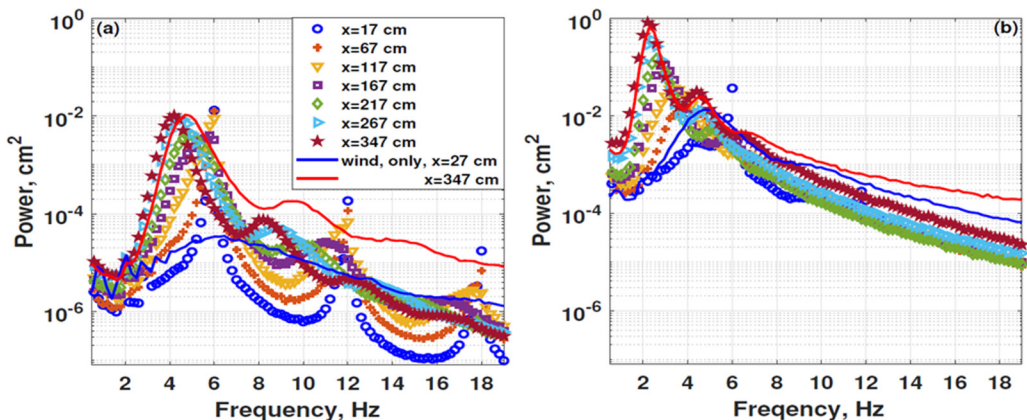 (a)
x=17 cm
x=67 cm
x=117 cm
x=167 cm
x=217 cm
x=267 cm
x=347 cm
wind, only, x=27 cm
x=347 cm
10^0
10^-2
10^-4
10^-6
Power, cm^2
2 4 6 8 10 12 14 16 18
Frequency, Hz
(b)
10^0
10^-2
10^-4
10^-6
Power, cm^2
2 4 6 8 10 12 14 16 18
Freqency, Hz